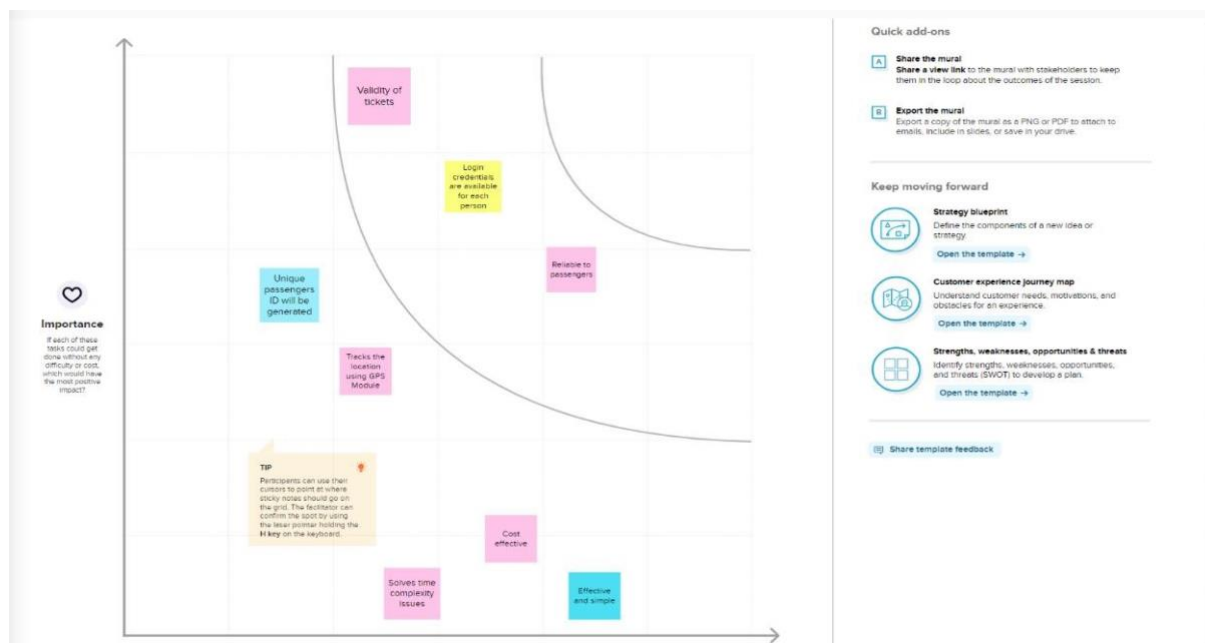 Importance
If each of these
tasks could get
done without any
difficulty or cost,
which would have
the most positive
impact?
Validity of
tickets
Login
credentials
are available
for each
person
Reliable to
passengers
Unique
passengers
ID will be
generated
Tracks the
location
using GPS
Module
TIP
Participants can use their
cursors to point at where
sticky notes should go on
the grid. The facilitator can
confirm the spot by using
the laser pointer holding the
H key on the keyboard.
Cost
effective
Solves time
complexity
issues
Effective
and simple
Quick add-ons
A
Share the mural
Share a view link to the mural with stakeholders to keep
them in the loop about the outcomes of the session.
B
Export the mural
Export a copy of the mural as a PNG or PDF to attach to
emails, include in slides, or save in your drive.
Keep moving forward
Strategy blueprint
Define the components of a new idea or
strategy.
Open the template →
Customer experience journey map
Understand customer needs, motivations, and
obstacles for an experience.
Open the template →
Strengths, weaknesses, opportunities & threats
Identify strengths, weaknesses, opportunities,
and threats (SWOT) to develop a plan.
Open the template →
Share template feedback